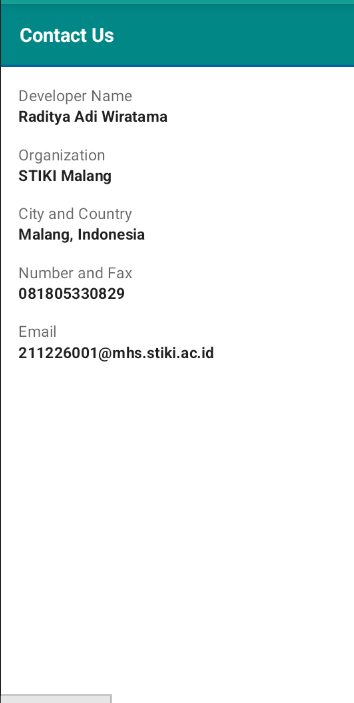 Contact Us
Developer Name
Raditya Adi Wiratama
Organization
STIKI Malang
City and Country
Malang, Indonesia
Number and Fax
081805330829
Email
211226001@mhs.stiki.ac.id